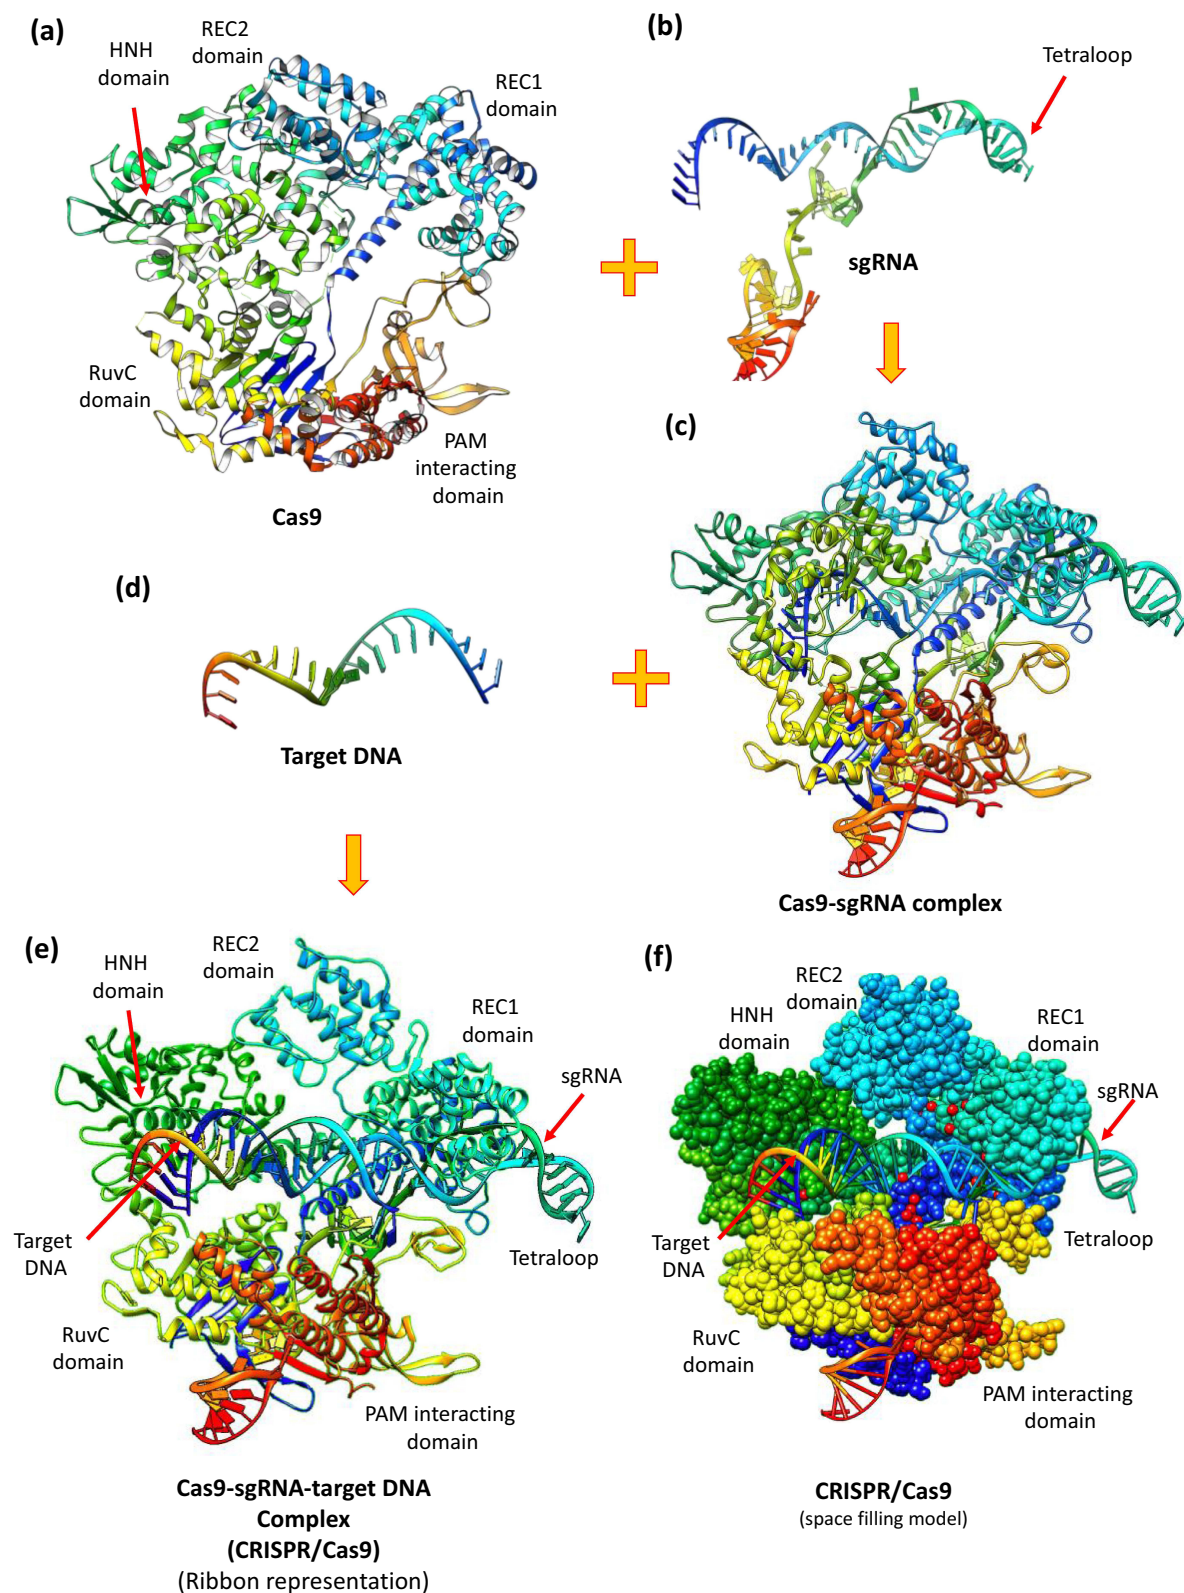 (a)
REC2
domain
HNH
domain
REC1
domain
RuvC
domain
PAM
interacting
domain
Cas9
(b)
Tetraloop
sgRNA
(c)
Cas9-sgRNA complex
(d)
Target DNA
(e)
REC2
domain
HNH
domain
REC1
domain
sgRNA
Target
DNA
Tetraloop
RuvC
domain
PAM interacting
domain
Cas9-sgRNA-target DNA
Complex
(CRISPR/Cas9)
(Ribbon representation)
(f)
REC2
domain
HNH
domain
REC1
domain
sgRNA
Target
DNA
Tetraloop
RuvC
domain
PAM interacting
domain
CRISPR/Cas9
(space filling model)